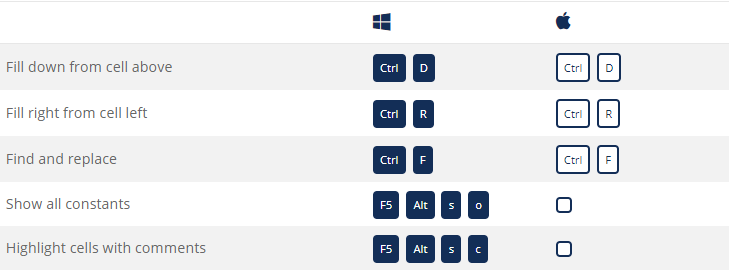 Fill down from cell above Ctrl D Ctrl D
Fill right from cell left Ctrl R Ctrl R
Find and replace Ctrl F Ctrl F
Show all constants F5 Alt s o
Highlight cells with comments F5 Alt s c